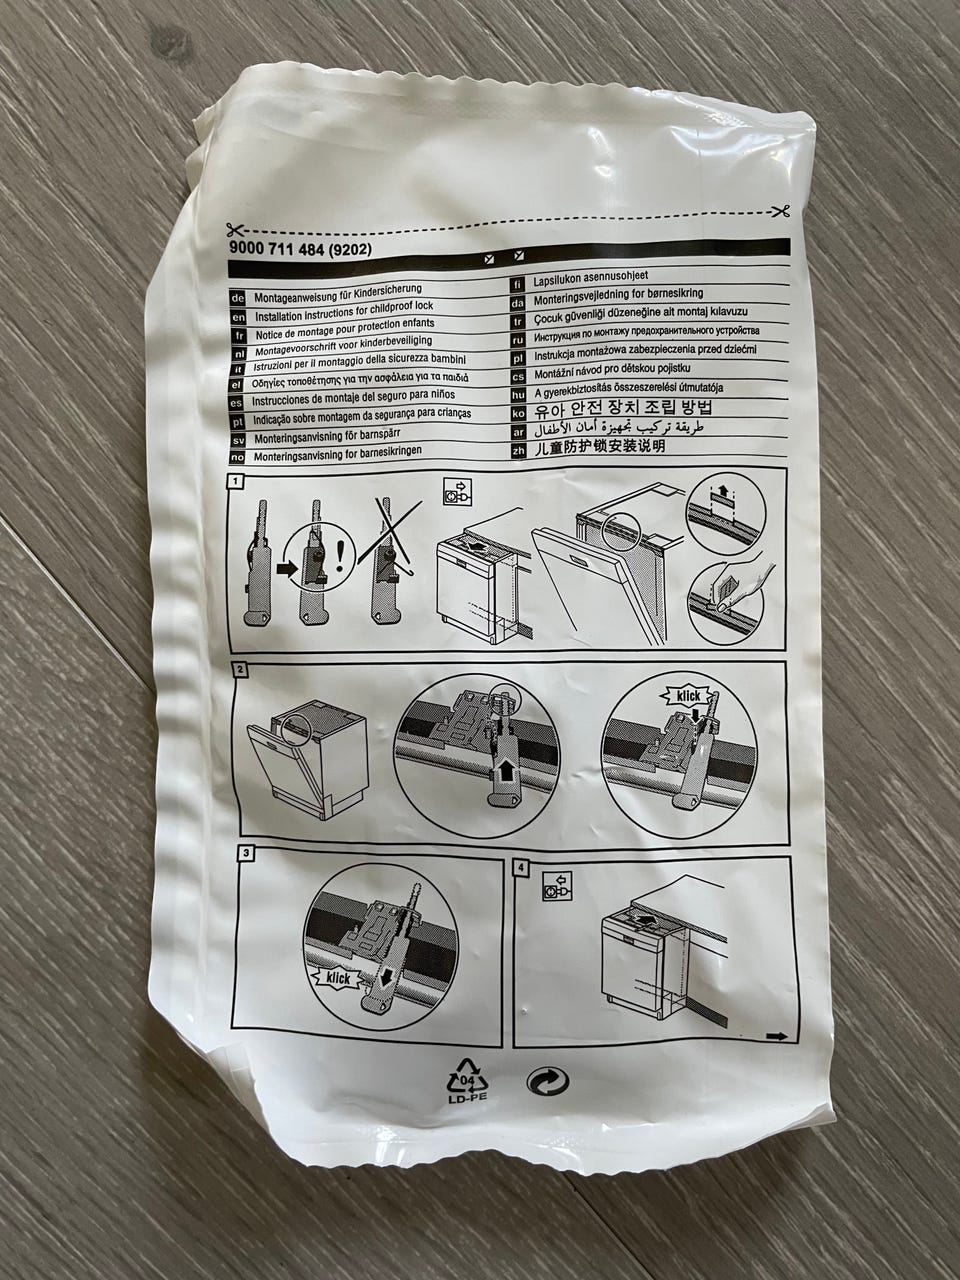 9000 711 484 (9202)
de Montageanweisung für Kindersicherung
en Installation instructions for childproof lock
fr Notice de montage pour protection enfants
nl Montagevoorschrift voor kinderbeveiliging
it Istruzioni per il montaggio della sicurezza bambini
el Οδηγίες τοποθέτησης για την ασφάλεια για τα παιδιά
es Instrucciones de montaje del seguro para niños
pt Indicação sobre montagem da segurança para crianças
sv Monteringsanvisning för barnspärr
no Monteringsanvisning for barnesikringen
fi Lapsilukon asennusohjeet
da Monteringsvejledning for børnesikring
tr Çocuk güvenliği düzeneğine ait montaj kılavuzu
ru Инструкция по монтажу предохранительного устройства
pl Instrukcja montażowa zabezpieczenia przed dziećmi
cs Montážní návod pro dětskou pojistku
hu A gyerekbiztosítás összeszerelési útmutatója
ko 유아 안전 장치 조립 방법
ar طريقة تركيب تجهيزة أمان الأطفال
zh 儿童防护锁安装说明
1
!
2
klick
3
klick
4
04
LD-PE